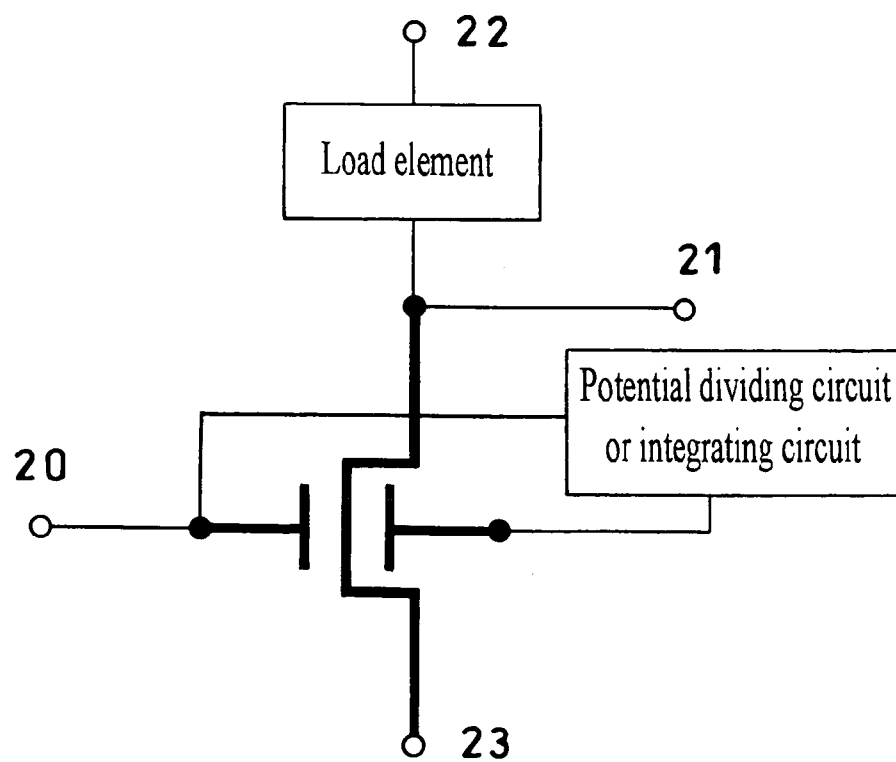 22
Load element
21
Potential dividing circuit
or integrating circuit
20
23